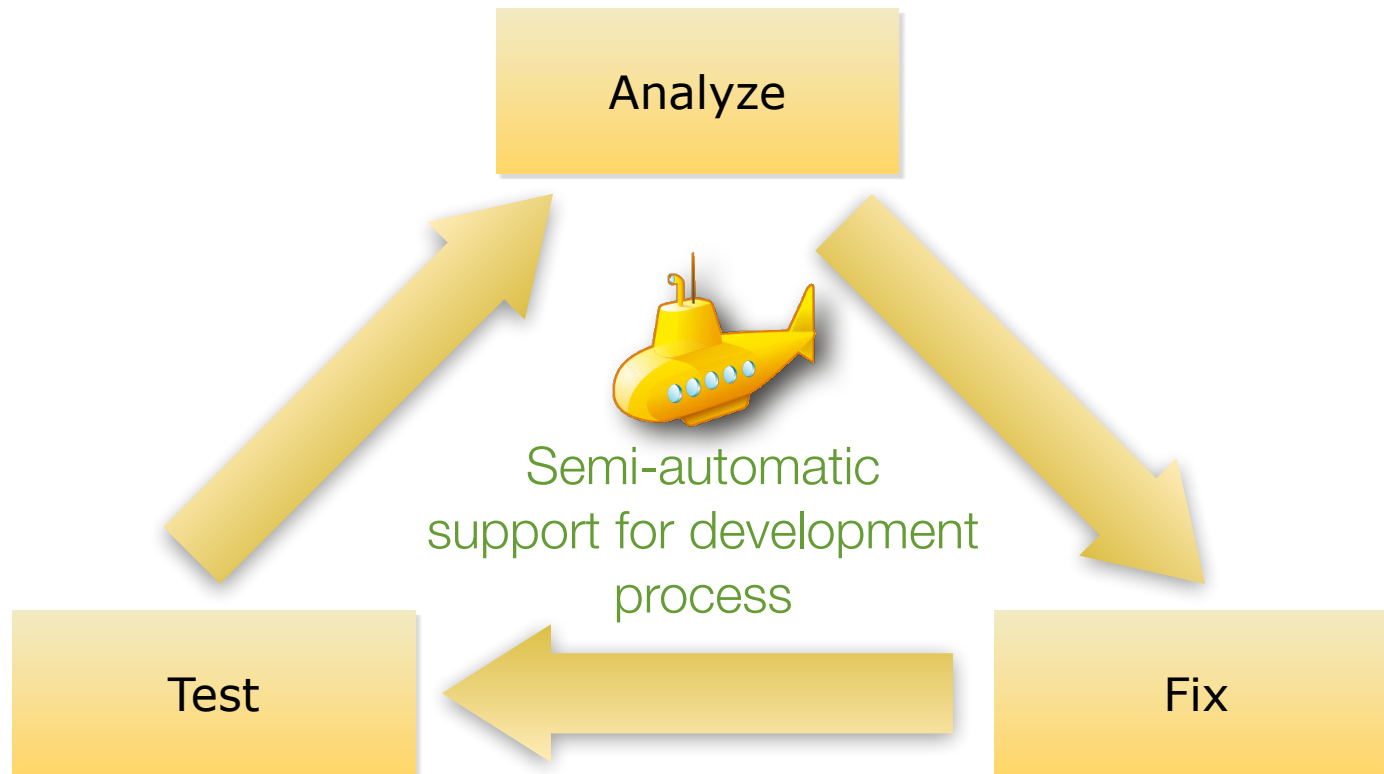 Analyze
Semi-automatic
support for development
process
Test
Fix